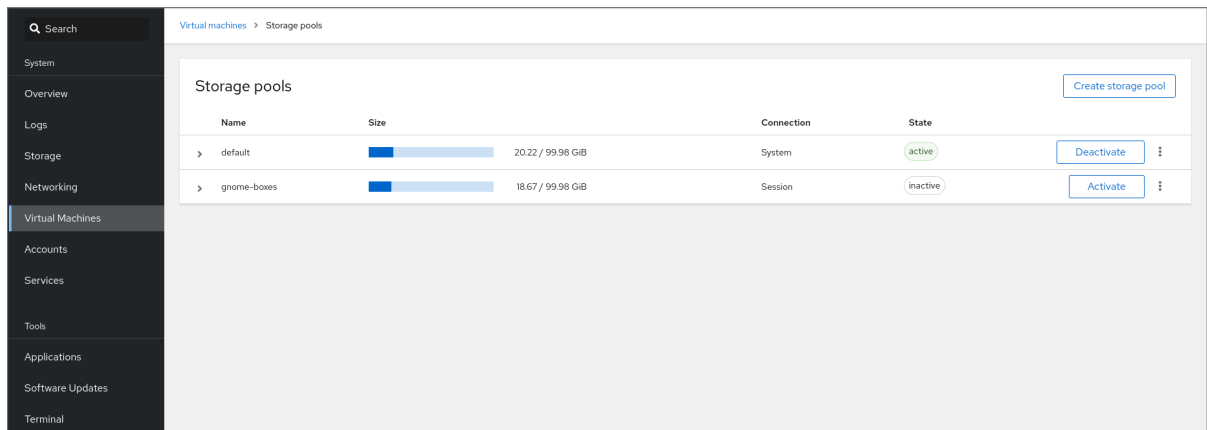 Search
System
Overview
Logs
Storage
Networking
Virtual Machines
Accounts
Services
Tools
Applications
Software Updates
Terminal
Virtual machines > Storage pools
Storage pools
Create storage pool
Name Size Connection State
default 20.22 / 99.98 GiB System active Deactivate
gnome-boxes 18.67 / 99.98 GiB Session inactive Activate